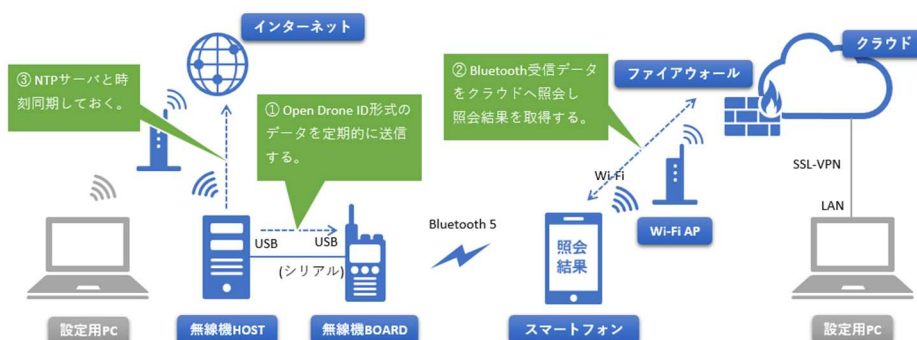 インターネット
クラウド
ファイアウォール
③ NTPサーバと時
刻同期しておく。
① Open Drone ID形式の
データを定期的に送信
する。
② Bluetooth受信データ
をクラウドへ照会し
照会結果を取得する。
Wi-Fi
SSL-VPN
LAN
USB
USB
(シリアル)
Bluetooth 5
照会
結果
Wi-Fi AP
設定用PC
無線機HOST
無線機BOARD
スマートフォン
設定用PC